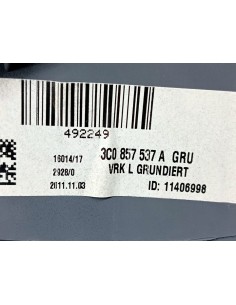 492249
16014/17
2928/0
2011.11.03
3C0 857 537 A GRU
VRK L GRUNDIERT
ID: 11406998